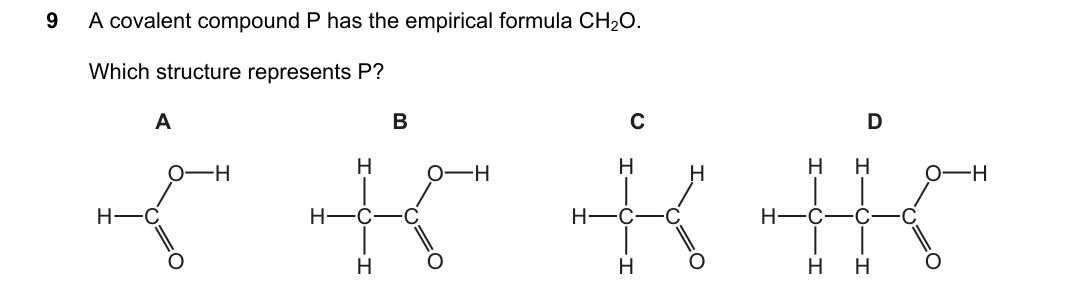 9 A covalent compound P has the empirical formula CH₂O.
Which structure represents P?
A B C D
H H H H H
O—H O—H O—H
H—C H—C—C H—C—C H—C—C—C
O H O H O H H O